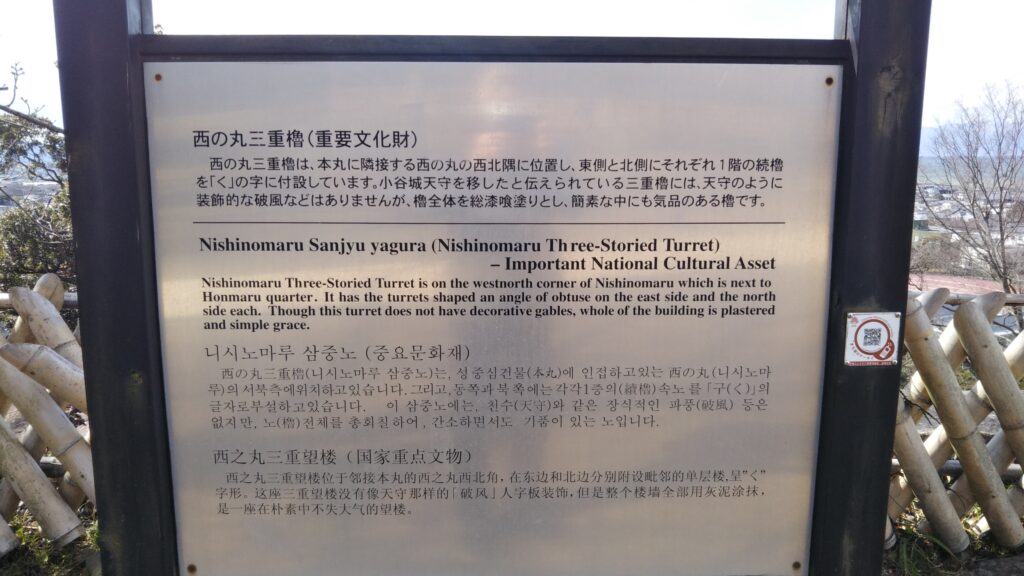 西の丸三重櫓(重要文化財)
西の丸三重櫓は、本丸に隣接する西の丸の西北隅に位置し、東側と北側にそれぞれ1階の続櫓
を「く」の字に付設しています。小谷城天守を移したと伝えられている三重櫓には、天守のように
装飾的な破風などはありませんが、櫓全体を総漆喰塗りとし、簡素な中にも気品のある櫓です。
Nishinomaru Sanjyu yagura (Nishinomaru Three-Storied Turret)
– Important National Cultural Asset
Nishinomaru Three-Storied Turret is on the westnorth corner of Nishinomaru which is next to
Honmaru quarter. It has the turrets shaped an angle of obtuse on the east side and the north
side each. Though this turret does not have decorative gables, whole of the building is plastered
and simple grace.
니시노마루 삼중노 (중요문화재)
西の丸三重櫓(니시노마루 삼중노)는, 성중심건물(本丸)에 인접하고있는 西の丸(니시노마
루)의 서북측에위치하고있습니다. 그리고, 동쪽과 북쪽에는 각각1층의(續櫓)속노를 「구(く)」의
글자로부설하고있습니다. 이 삼중노에는, 천수(天守)와 같은 장식적인 파풍(破風) 등은
없지만, 노(櫓)전체를 총회칠하여, 간소하면서도 기품이 있는 노입니다.
西之丸三重望楼（国家重点文物）
西之丸三重望楼位于邻接本丸的西之丸西北角，在东边和北边分别附设毗邻的单层楼,呈"く"
字形。这座三重望楼没有像天守那样的「破风」人字板装饰，但是整个楼墙全部用灰泥涂抹，
是一座在朴素中不失大气的望楼。